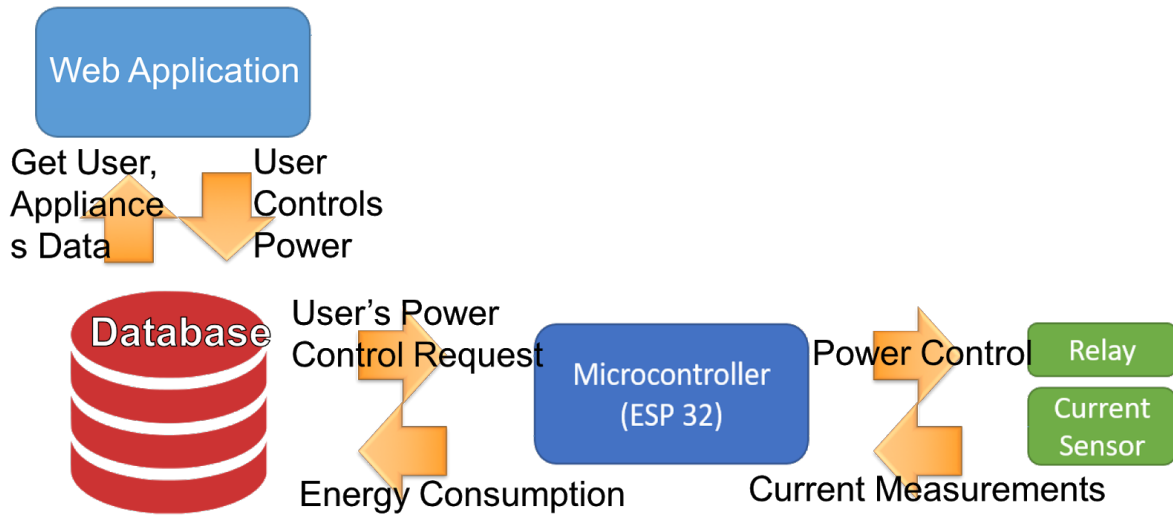 Web Application
Get User,
Appliance
s Data
User
Controls
Power
Database
User’s Power
Control Request
Microcontroller
(ESP 32)
Power Control
Relay
Current
Sensor
Energy Consumption
Current Measurements